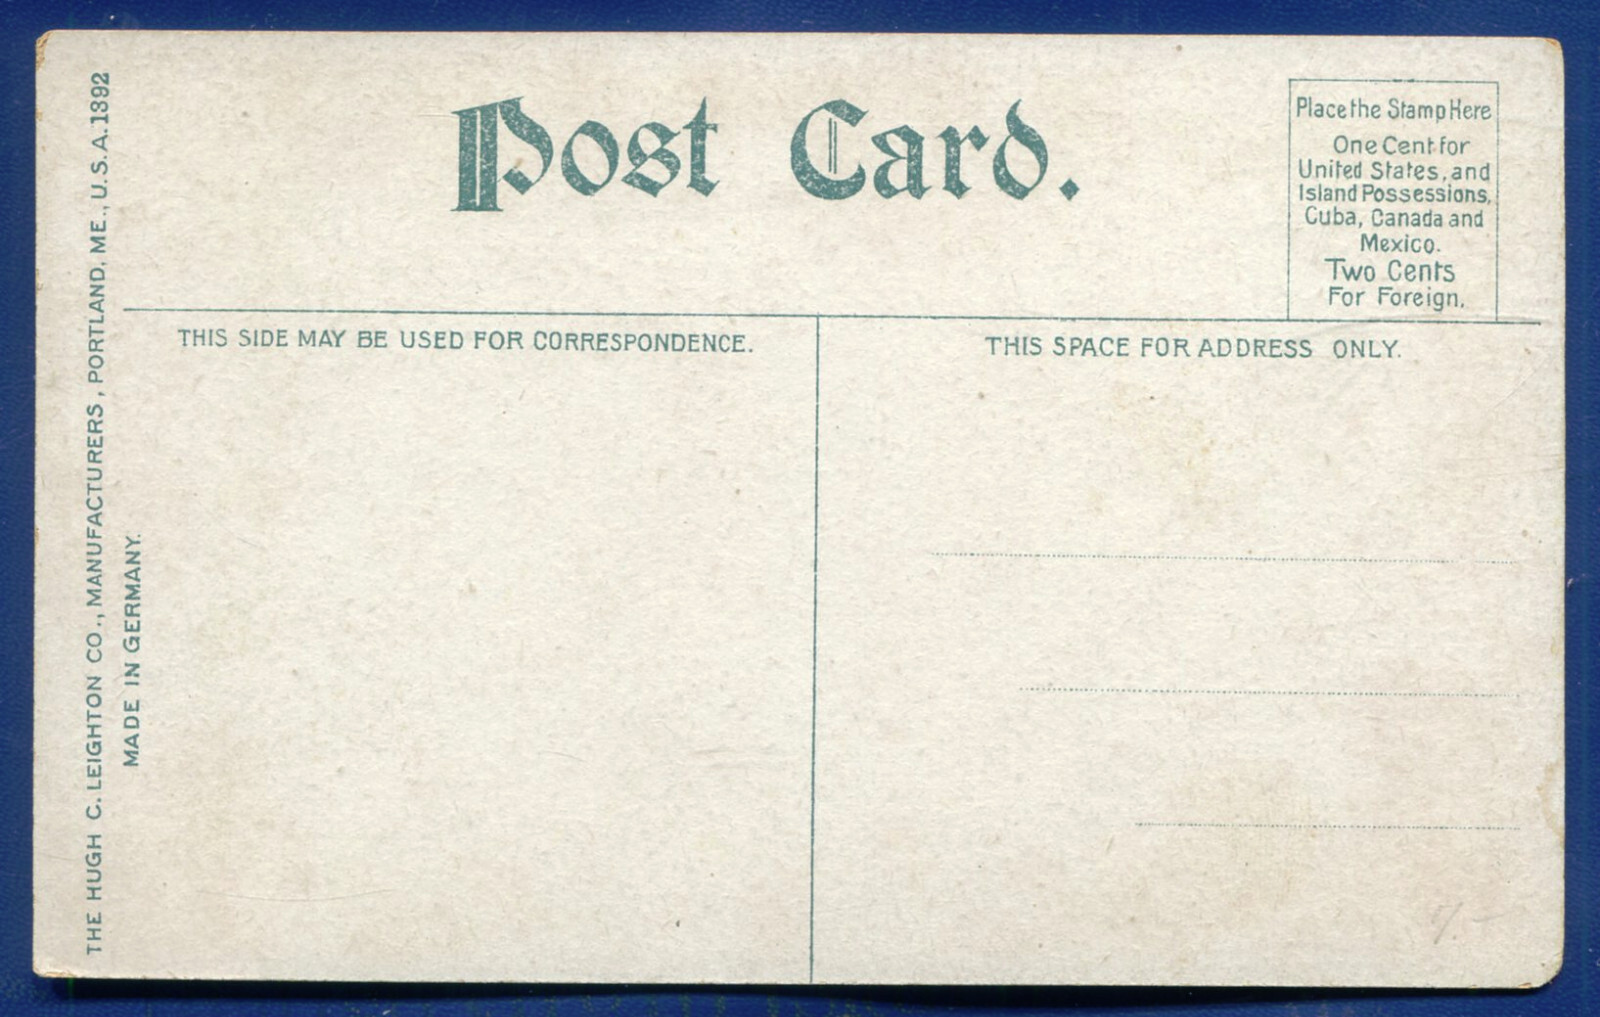 Post Card.
Place the Stamp Here
One Cent for
United States, and
Island Possessions,
Cuba, Canada and
Mexico.
Two Cents
For Foreign.
THIS SIDE MAY BE USED FOR CORRESPONDENCE.
THIS SPACE FOR ADDRESS ONLY.
THE HUGH C. LEIGHTON CO., MANUFACTURERS, PORTLAND, ME., U.S.A. 1392
MADE IN GERMANY.